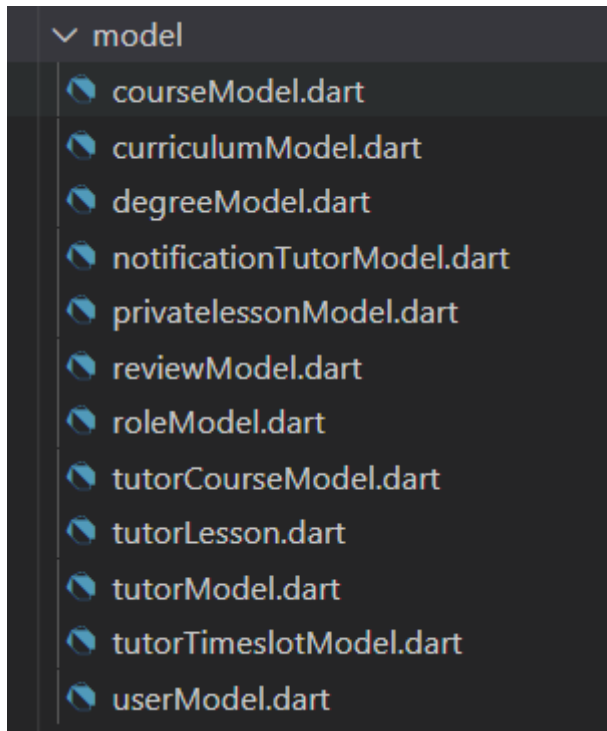 model
courseModel.dart
curriculumModel.dart
degreeModel.dart
notificationTutorModel.dart
privatelessonModel.dart
reviewModel.dart
roleModel.dart
tutorCourseModel.dart
tutorLesson.dart
tutorModel.dart
tutorTimeslotModel.dart
userModel.dart